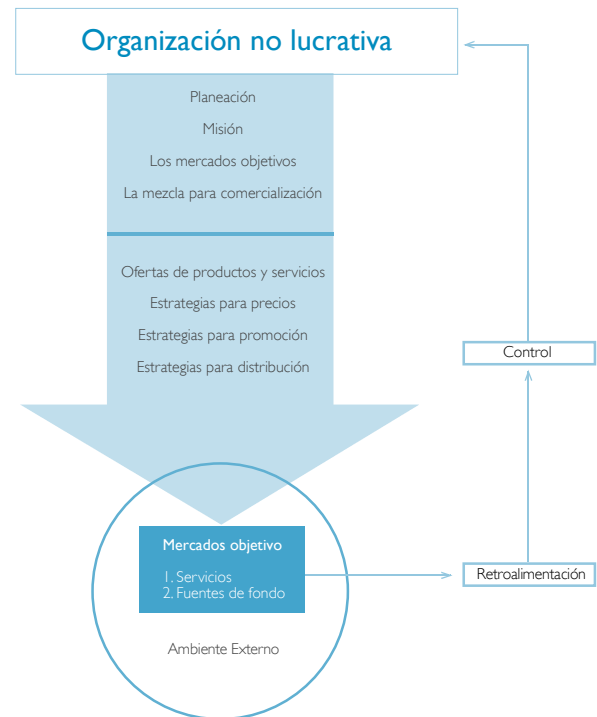 Organización no lucrativa
Planeación
Misión
Los mercados objetivos
La mezcla para comercialización
Ofertas de productos y servicios
Estrategias para precios
Estrategias para promoción
Estrategias para distribución
Control
Mercados objetivo
1. Servicios
2. Fuentes de fondo
Retroalimentación
Ambiente Externo